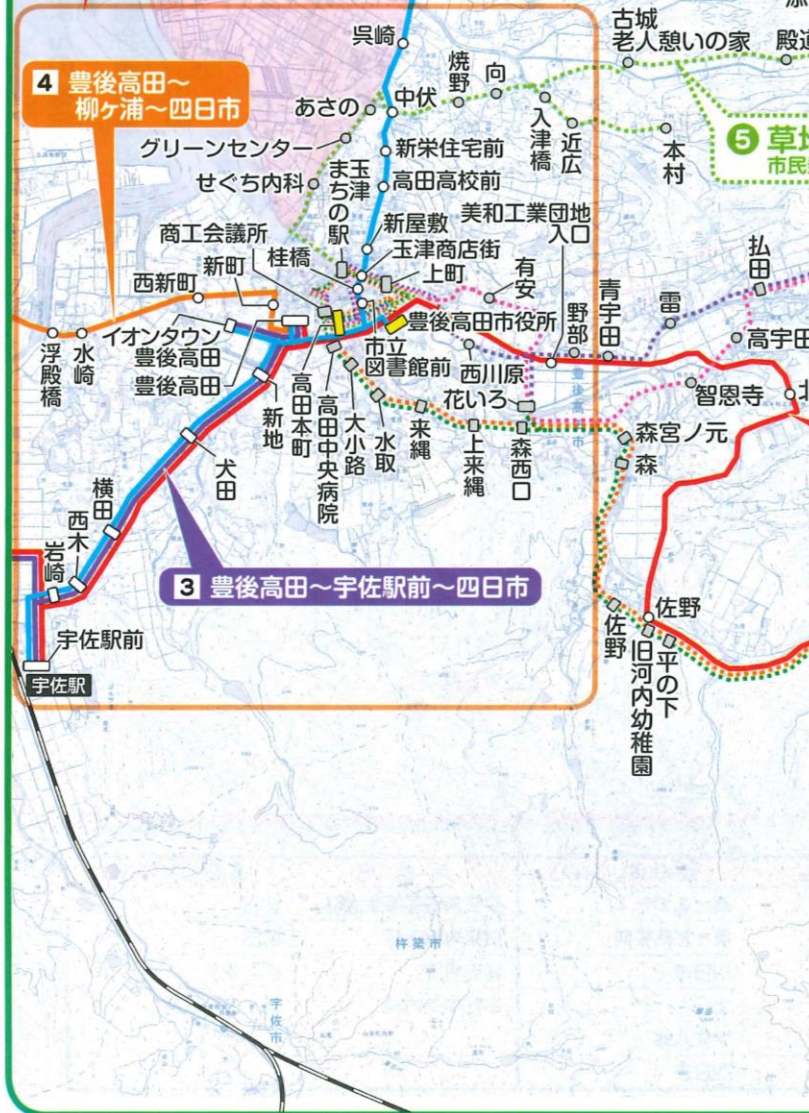 呉崎
古城
老人憩いの家
殿道
4 豊後高田～
柳ヶ浦～四日市
焼野
向
あさの
中伏
グリーンセンター
入津橋
近広
本村
5 草地
市民
せぐち内科
玉津
まちの駅
新栄住宅前
高田高校前
美和工業団地
入口
商工会議所
新屋敷
桂橋
玉津商店街
上町
西新町
新町
有安
払田
イオンタウン
豊後高田
豊後高田
豊後高田市役所
市立
図書館前
野部
青宇田
雷
高宇田
浮殿橋
水崎
西川原
花いろ
智恩寺
北
新地
高田本町
高田中央病院
大小路
水取
来縄
上来縄
森西口
森宮ノ元
森
犬田
横田
西木
岩崎
3 豊後高田～宇佐駅前～四日市
宇佐駅前
宇佐駅
佐野
佐野
旧河内幼稚園
平の下
豊後高田市
杵築市
宇佐市